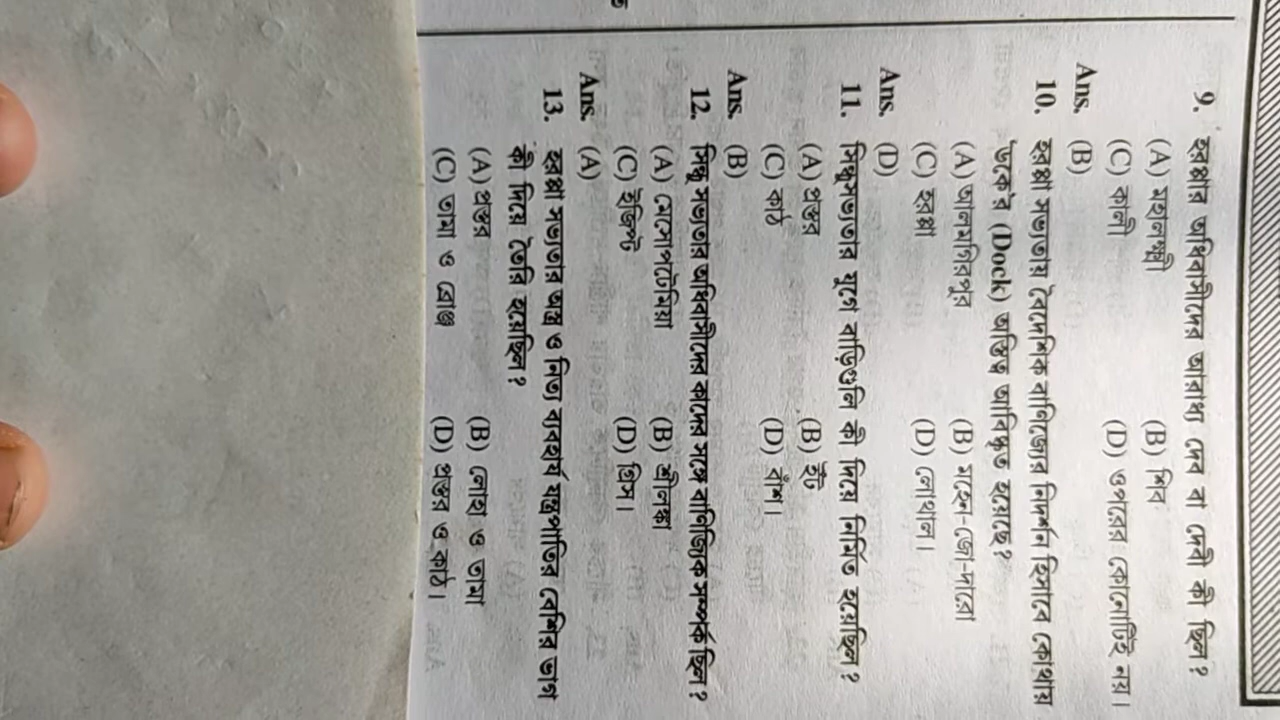 9. হরপ্পার অধিবাসীদের আরাধ্য দেব বা দেবী কী ছিল?
(A) মহালক্ষ্মী (B) শিব
(C) কালী (D) ওপরের কোনোটিই নয়।
Ans. (B)
10. হরপ্পা সভ্যতায় বৈদেশিক বাণিজ্যের নিদর্শন হিসাবে কোথায়
'ডকে'র (Dock) অস্তিত্ব আবিষ্কৃত হয়েছে?
(A) আলমগিরপুর (B) মহেন-জো-দারো
(C) হরপ্পা (D) লোথাল।
Ans. (D)
11. সিন্ধুসভ্যতার যুগে বাড়িগুলি কী দিয়ে নির্মিত হয়েছিল?
(A) প্রস্তর (B) ইঁট
(C) কাঠ (D) বাঁশ।
Ans. (B)
12. সিন্ধু সভ্যতার অধিবাসীদের কাদের সঙ্গে বাণিজ্যিক সম্পর্ক ছিল?
(A) মেসোপটেমিয়া (B) শ্রীলঙ্কা
(C) ইজিপ্ট (D) গ্রিস।
Ans. (A)
13. হরপ্পা সভ্যতার অস্ত্র ও নিত্য ব্যবহার্য যন্ত্রপাতির বেশির ভাগ
কী দিয়ে তৈরি হয়েছিল?
(A) প্রস্তর (B) লোহা ও তামা
(C) তামা ও ব্রোঞ্জ (D) প্রস্তর ও কাঠ।